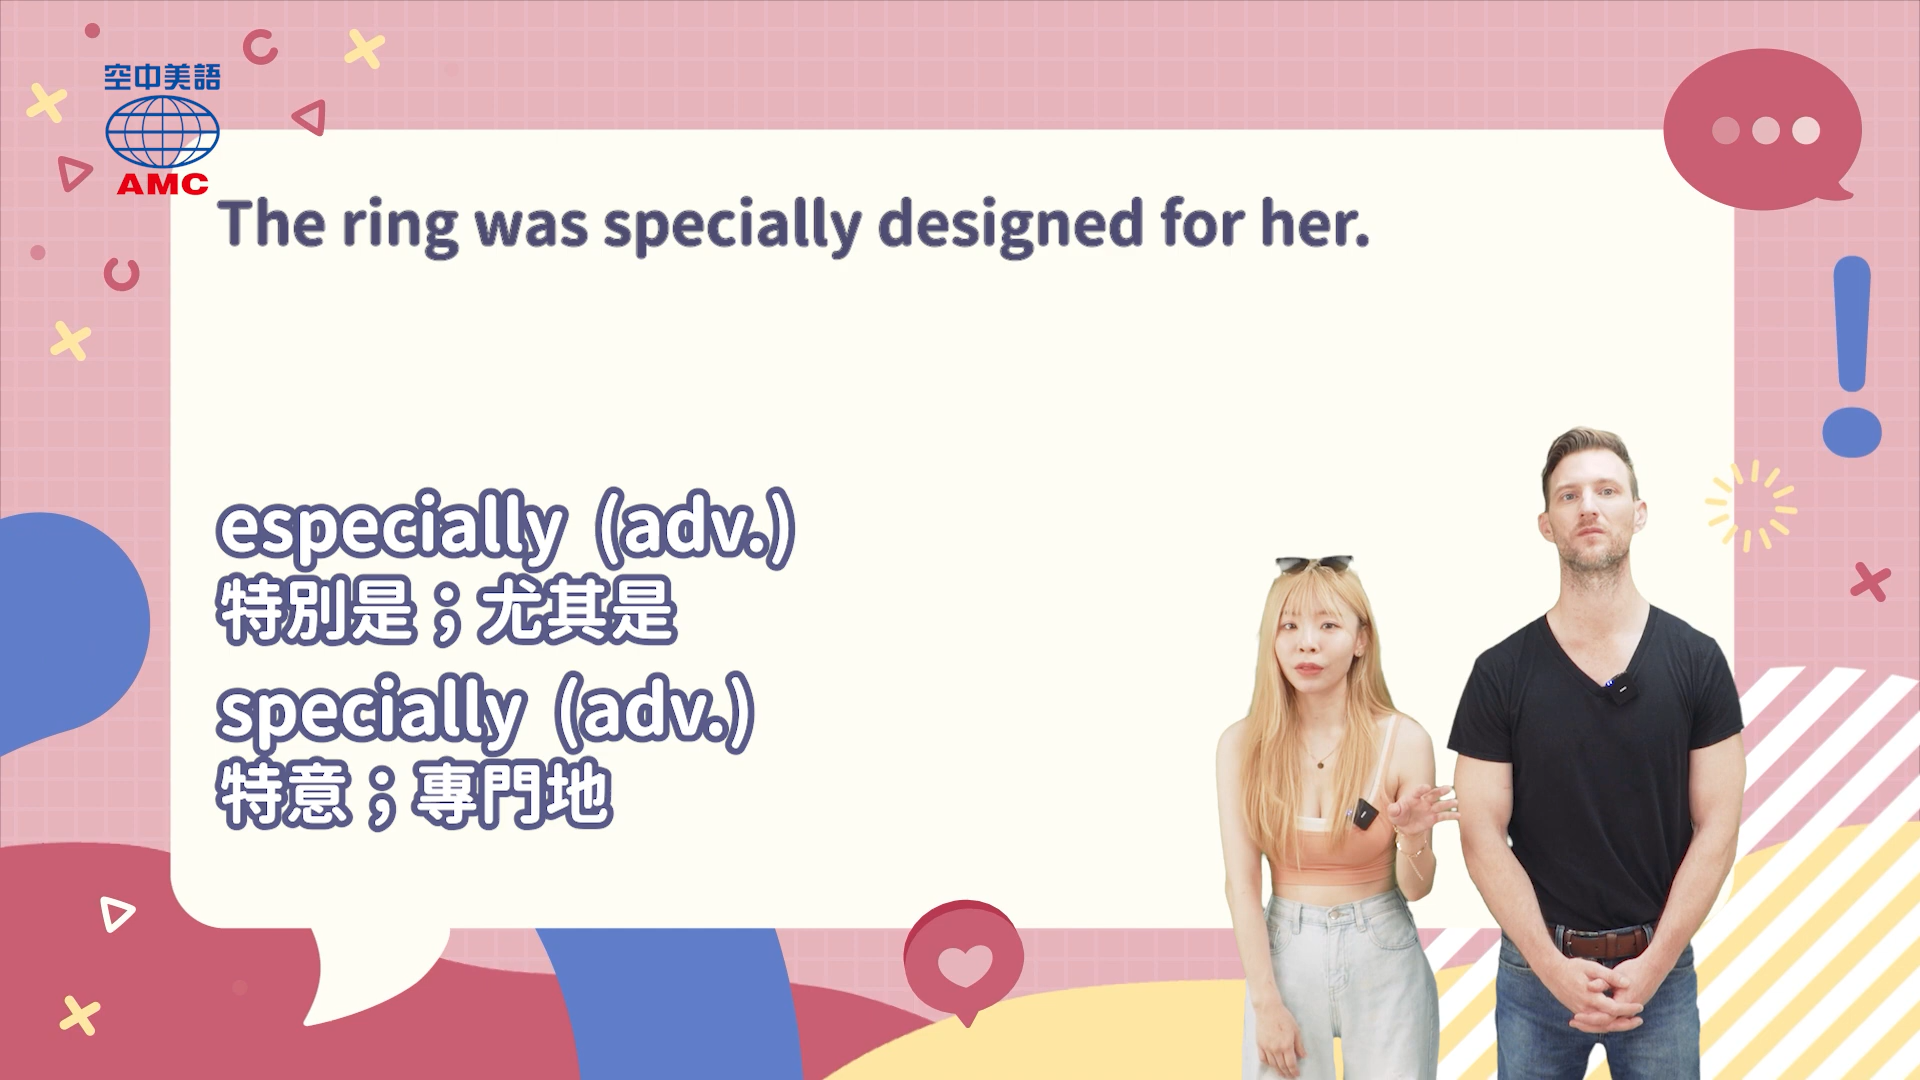 空中美語
AMC
The ring was specially designed for her.
especially (adv.)
特別是；尤其是
specially (adv.)
特意；專門地